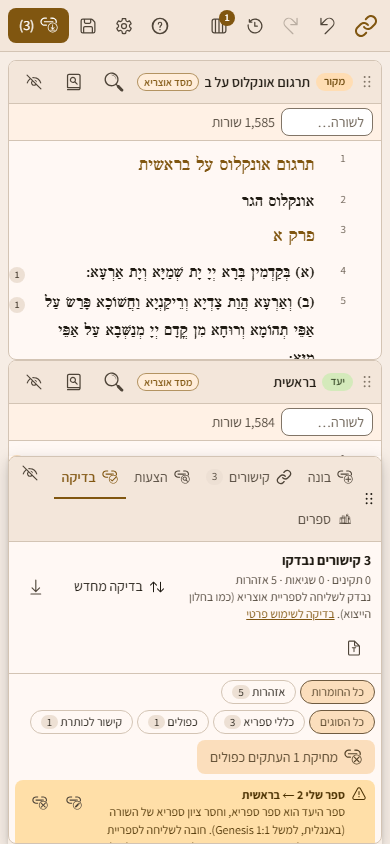 (3)
1
מקור
תרגום אונקלוס על ב
מסד אוצריא
לשורה...
1,585 שורות
1
תרגום אונקלוס על בראשית
2
אונקלוס הגר
3
פרק א
4
(א) בְּקַדְמִין בְּרָא יְיָ יָת שְׁמַיָּא וְיָת אַרְעָא:
1
5
(ב) וְאַרְעָא הֲוַת צָדְיָא וְרֵיקָנְיָא וַחֲשׁוֹכָא פָּרֵשׂ עַל
1
אַפֵּי תְהוֹמָא וְרוּחָא מִן קֳדָם יְיָ מְנַשְּׁבָא עַל אַפֵּי
יעד
בראשית
מסד אוצריא
לשורה...
1,584 שורות
בונה
קישורים
3
הצעות
בדיקה
ספרים
3 קישורים נבדקו
0 תקינים · 0 שגיאות · 5 אזהרות
נבדק לשליחה לספריית אוצריא (כמו בחלון
הייצוא). בדיקה לשימוש פרטי
בדיקה מחדש
כל החומרות
אזהרות 5
כל הסוגים
כללי ספריא 3
כפולים 1
קישור לכותרת 1
מחיקת 1 העתקים כפולים
ספר שלי 2 ← בראשית
ספר היעד הוא ספר ספריא, וחסר ציון ספריא של השורה
(באנגלית, למשל Genesis 1:1). חובה לשליחה לספריית